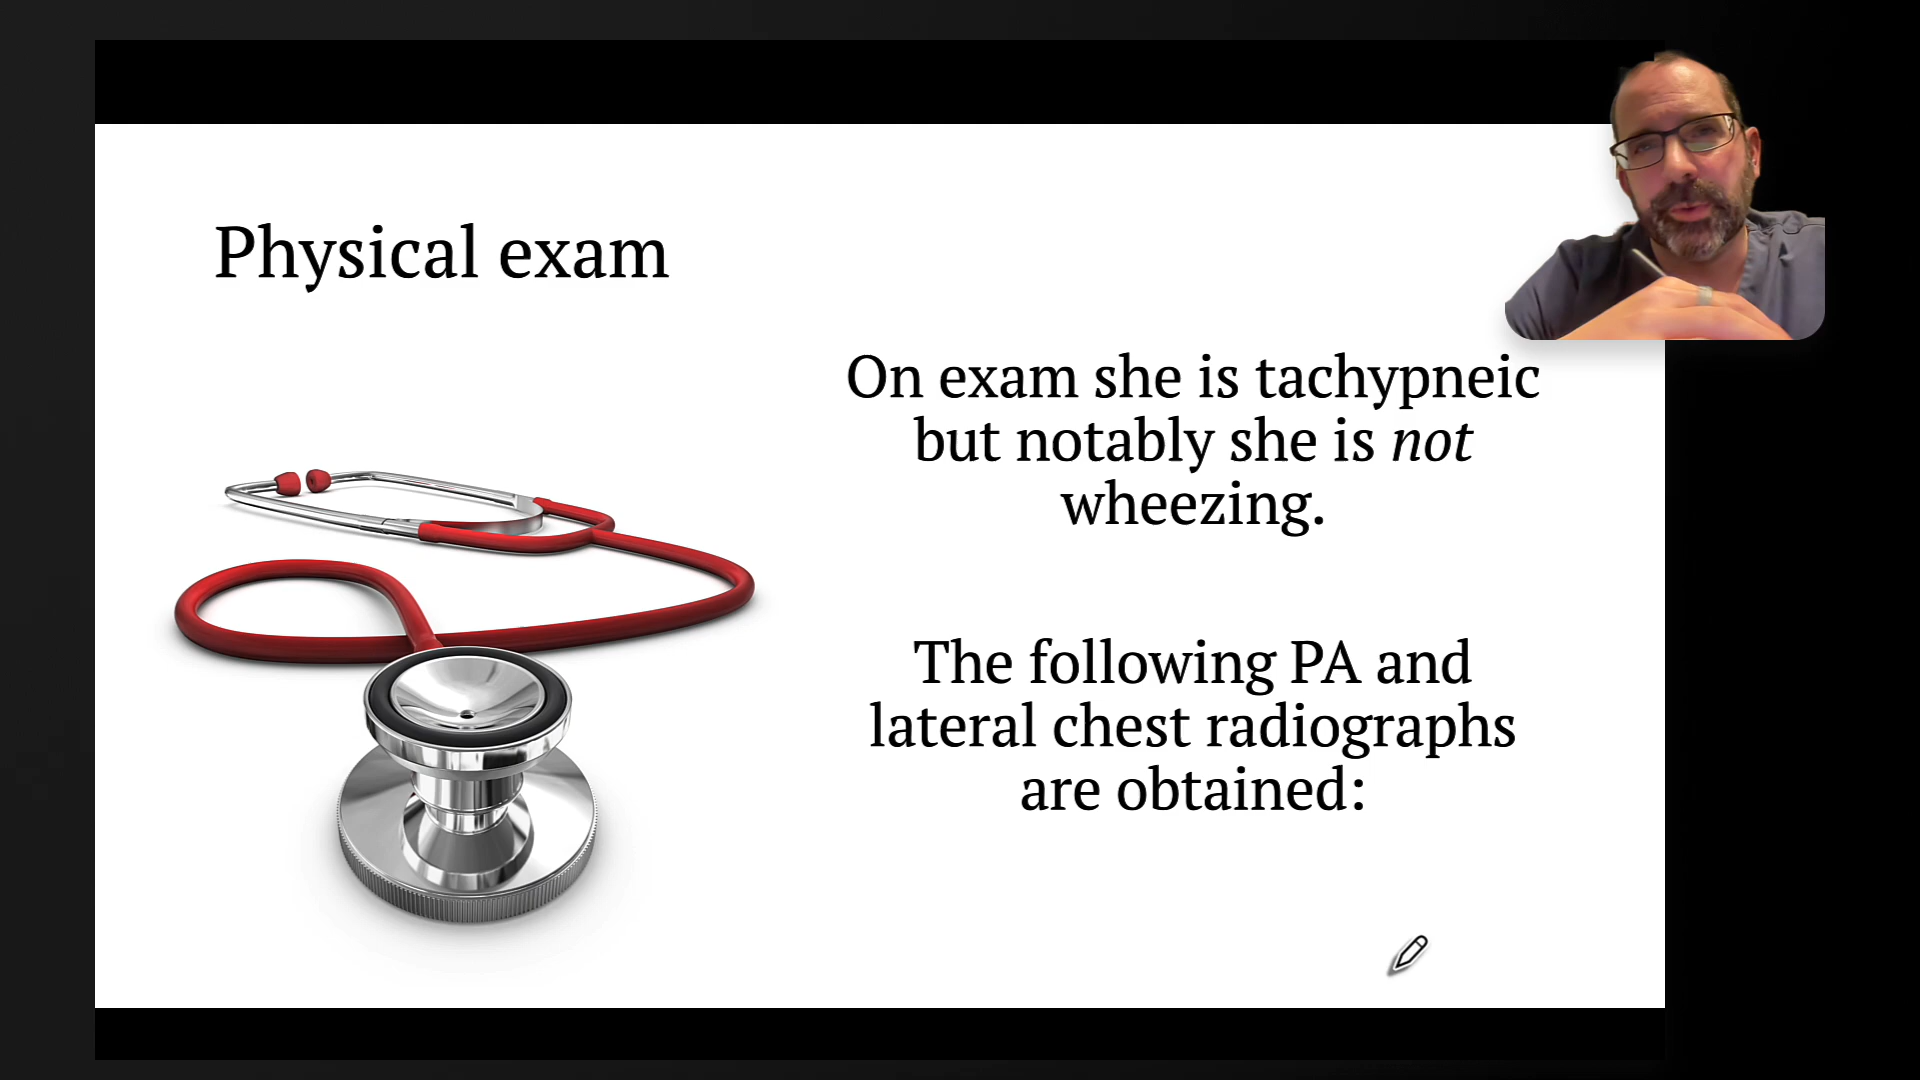 Physical exam
On exam she is tachypneic
but notably she is not
wheezing.
The following PA and
lateral chest radiographs
are obtained: